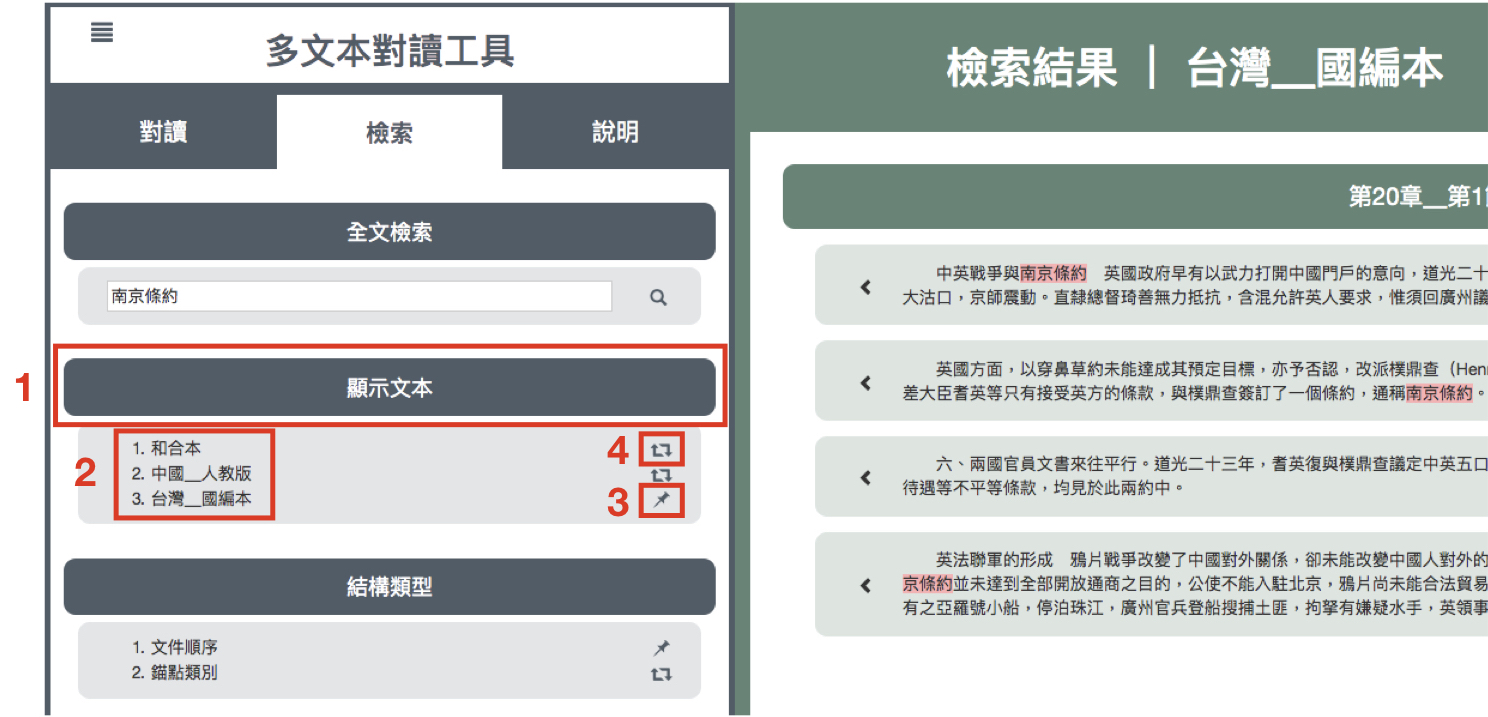 多文本對讀工具
對讀
檢索
說明
全文檢索
南京條約
1
顯示文本
2
1. 和合本
4
2. 中國__人教版
3. 台灣__國編本
3
結構類型
1. 文件順序
2. 錨點類別
檢索結果 | 台灣__國編本
第20章__第1
中英戰爭與南京條約 英國政府早有以武力打開中國門戶的意向，道光二十
大沽口，京師震動。直隸總督琦善無力抵抗，含混允許英人要求，惟須回廣州議
英國方面，以穿鼻草約未能達成其預定目標，亦予否認，改派樸鼎查（Hen
差大臣耆英等只有接受英方的條款，與樸鼎查簽訂了一個條約，通稱南京條約。
六、兩國官員文書來往平行。道光二十三年，耆英復與樸鼎查議定中英五口
待遇等不平等條款，均見於此兩約中。
英法聯軍的形成 鴉片戰爭改變了中國對外關係，卻未能改變中國人對外的
京條約並未達到全部開放通商之目的，公使不能入駐北京，鴉片尚未能合法貿易
有之亞羅號小船，停泊珠江，廣州官兵登船搜捕土匪，拘拏有嫌疑水手，英領事